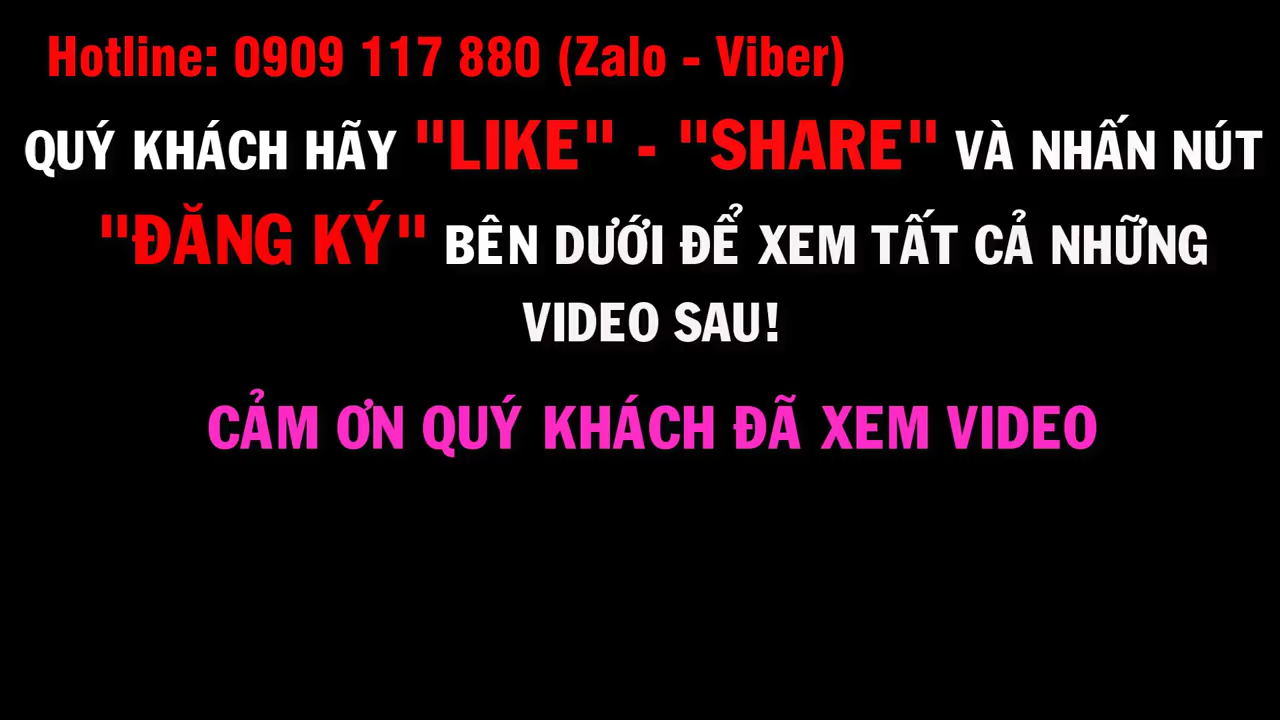 Hotline: 0909 117 880 (Zalo - Viber)
QUÝ KHÁCH HÃY "LIKE" - "SHARE" VÀ NHẤN NÚT
"ĐĂNG KÝ" BÊN DƯỚI ĐỂ XEM TẤT CẢ NHỮNG
VIDEO SAU!
CẢM ƠN QUÝ KHÁCH ĐÃ XEM VIDEO